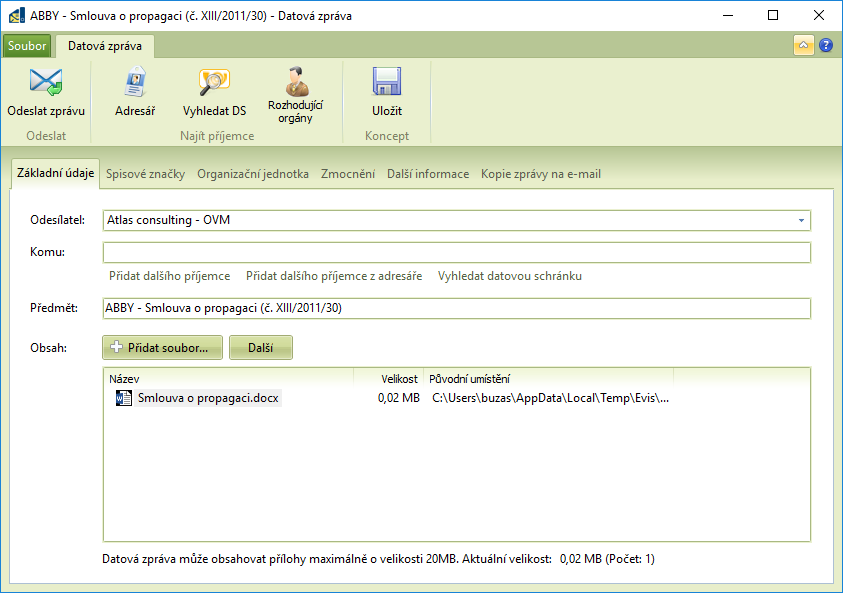 ABBY - Smlouva o propagaci (č. XIII/2011/30) - Datová zpráva
Soubor Datová zpráva
Odeslat zprávu Adresář Vyhledat DS Rozhodující orgány Uložit
Odeslat Najít příjemce Koncept
Základní údaje Spisové značky Organizační jednotka Zmocnění Další informace Kopie zprávy na e-mail
Odesílatel: Atlas consulting - OVM
Komu:
Přidat dalšího příjemce Přidat dalšího příjemce z adresáře Vyhledat datovou schránku
Předmět: ABBY - Smlouva o propagaci (č. XIII/2011/30)
Obsah: Přidat soubor... Další
Název Velikost Původní umístění
Smlouva o propagaci.docx 0,02 MB C:\Users\buzas\AppData\Local\Temp\Evis\...
Datová zpráva může obsahovat přílohy maximálně o velikosti 20MB. Aktuální velikost: 0,02 MB (Počet: 1)